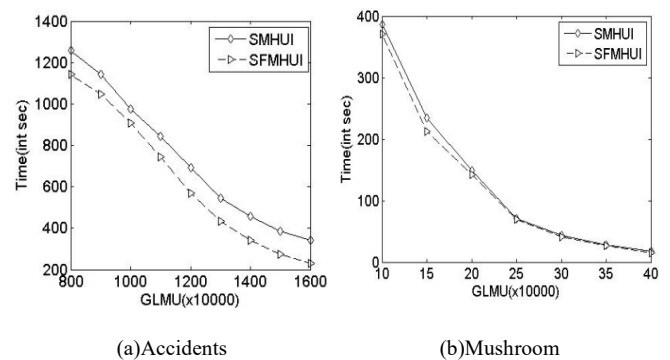 1400
1200
1000
800
600
400
200
Time(int sec)
SMHUI
SFMHUI
800 1000 1200 1400 1600
GLMU(x10000)
(a)Accidents
400
300
200
100
0
Time(int sec)
SMHUI
SFMHUI
10 15 20 25 30 35 40
GLMU(x10000)
(b)Mushroom